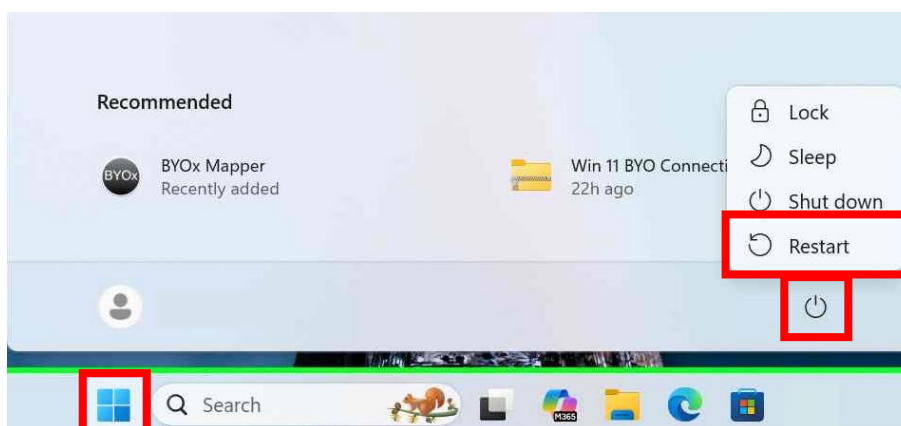 Recommended
BYOx
BYOx Mapper
Recently added
Win 11 BYO Connecti
22h ago
Lock
Sleep
Shut down
Restart
Search
M365